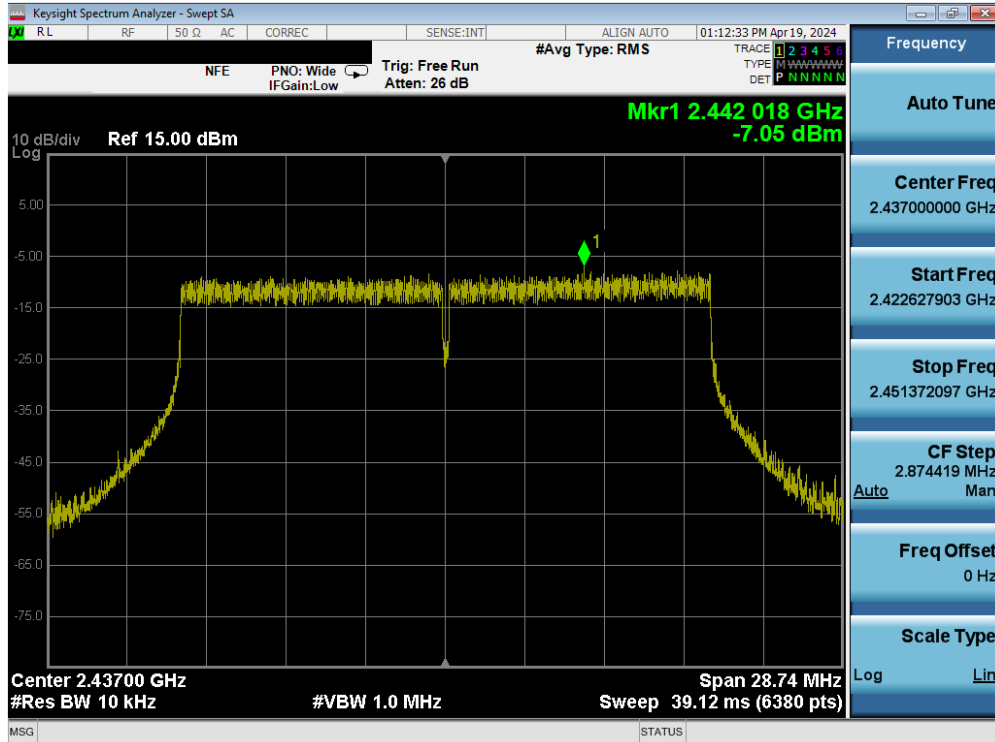 Keysight Spectrum Analyzer - Swept SA
LXI RL RF 50 Ω AC CORREC SENSE:INT ALIGN AUTO 01:12:33 PM Apr 19, 2024
#Avg Type: RMS TRACE 1 2 3 4 5 6
TYPE M WWWWW
DET P N N N N N
NFE PNO: Wide Trig: Free Run
IFGain:Low Atten: 26 dB
Mkr1 2.442 018 GHz
-7.05 dBm
10 dB/div Ref 15.00 dBm
Log
5.00
-5.00
-15.0
-25.0
-35.0
-45.0
-55.0
-65.0
-75.0
1
Center 2.43700 GHz Span 28.74 MHz
#Res BW 10 kHz #VBW 1.0 MHz Sweep 39.12 ms (6380 pts)
MSG STATUS
Frequency
Auto Tune
Center Freq
2.437000000 GHz
Start Freq
2.422627903 GHz
Stop Freq
2.451372097 GHz
CF Step
2.874419 MHz
Auto Man
Freq Offset
0 Hz
Scale Type
Log Lin